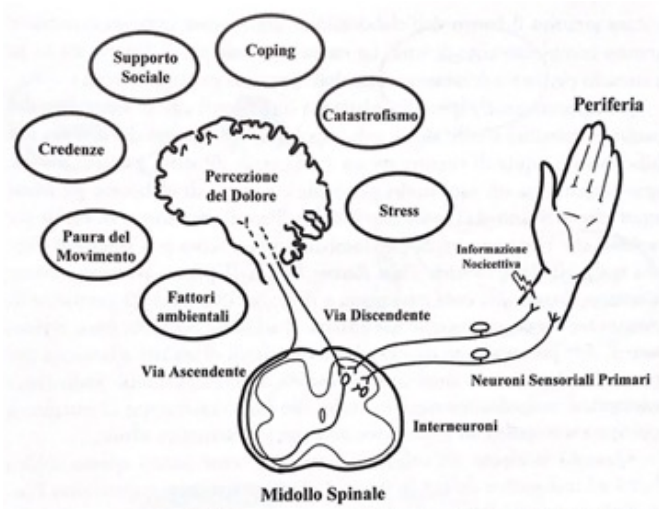 Coping
Supporto
Sociale
Catastrofismo
Periferia
Credenze
Percezione
del Dolore
Stress
Paura del
Movimento
Informazione
Nocicettiva
Fattori
ambientali
Via Discendente
Via Ascendente
Neuroni Sensoriali Primari
Interneuroni
Midollo Spinale